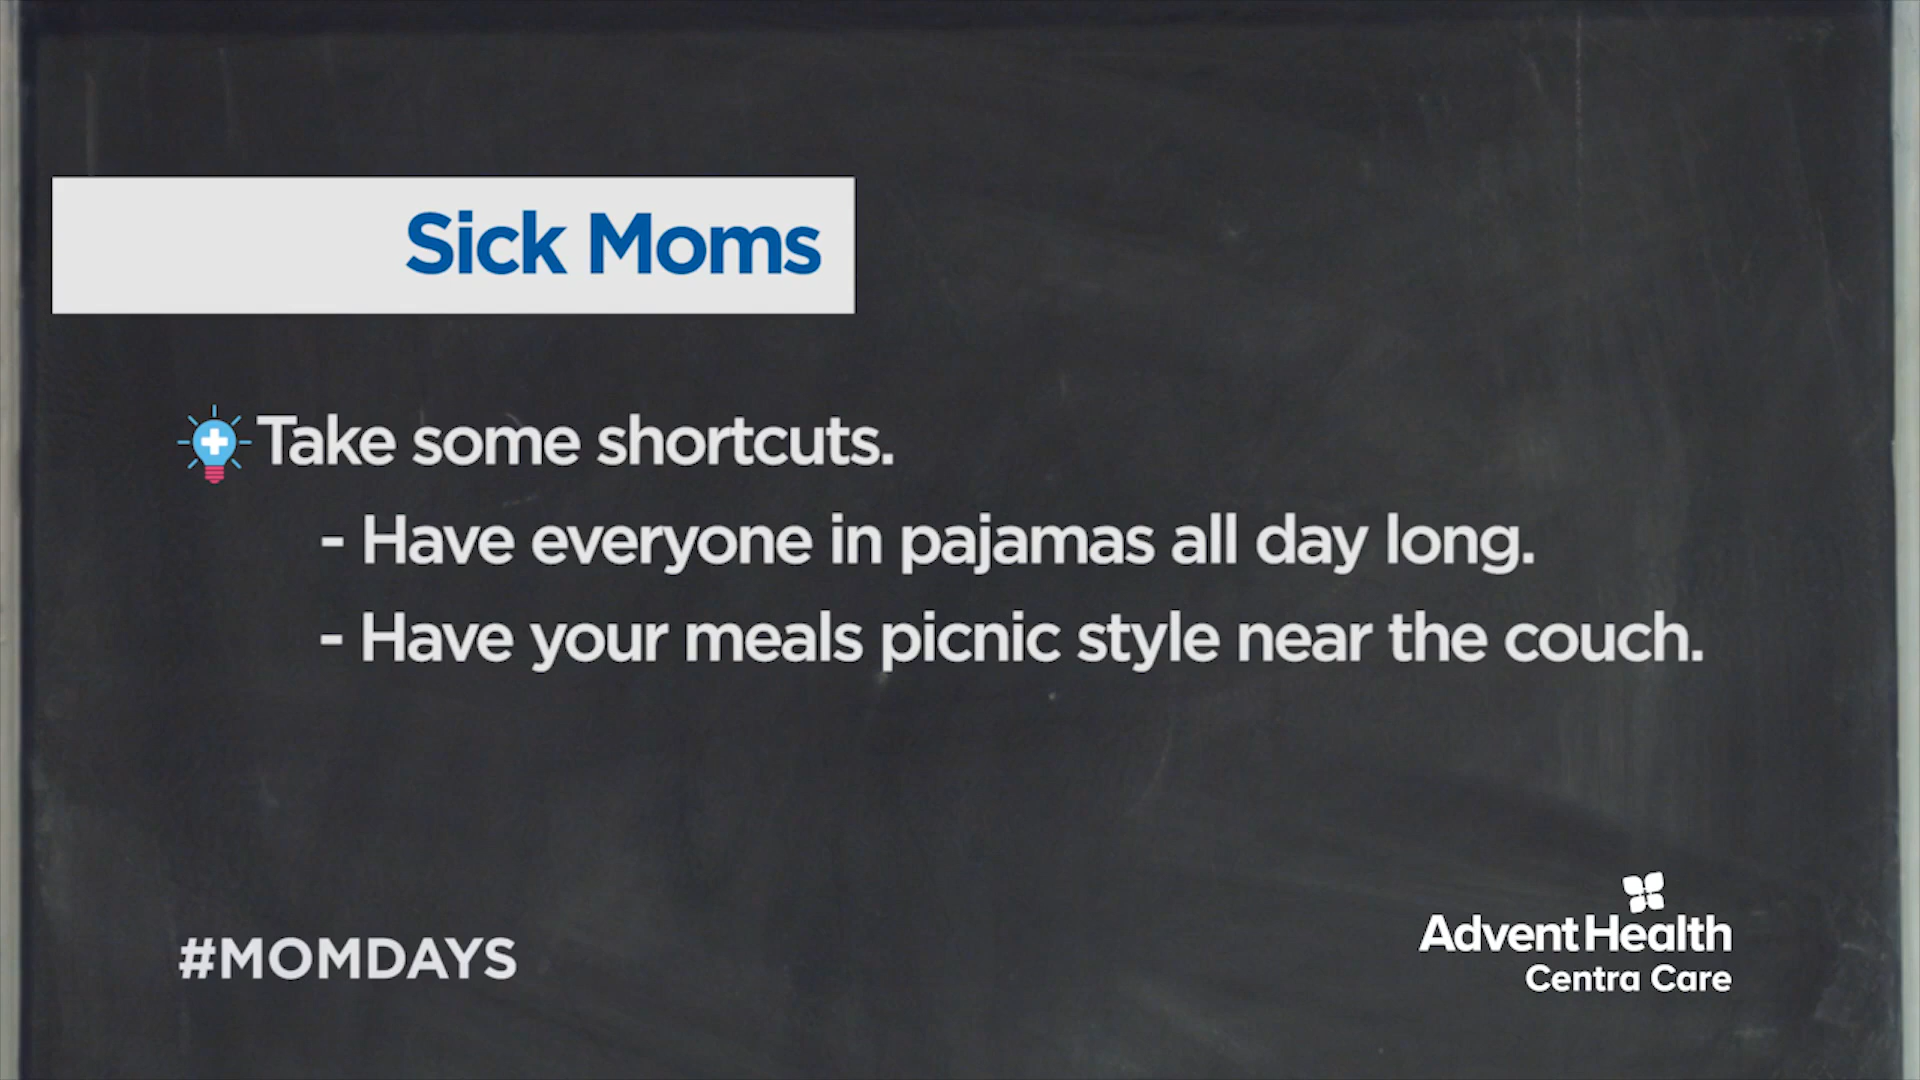 Sick Moms
Take some shortcuts.
- Have everyone in pajamas all day long.
- Have your meals picnic style near the couch.
#MOMDAYS
AdventHealth
Centra Care